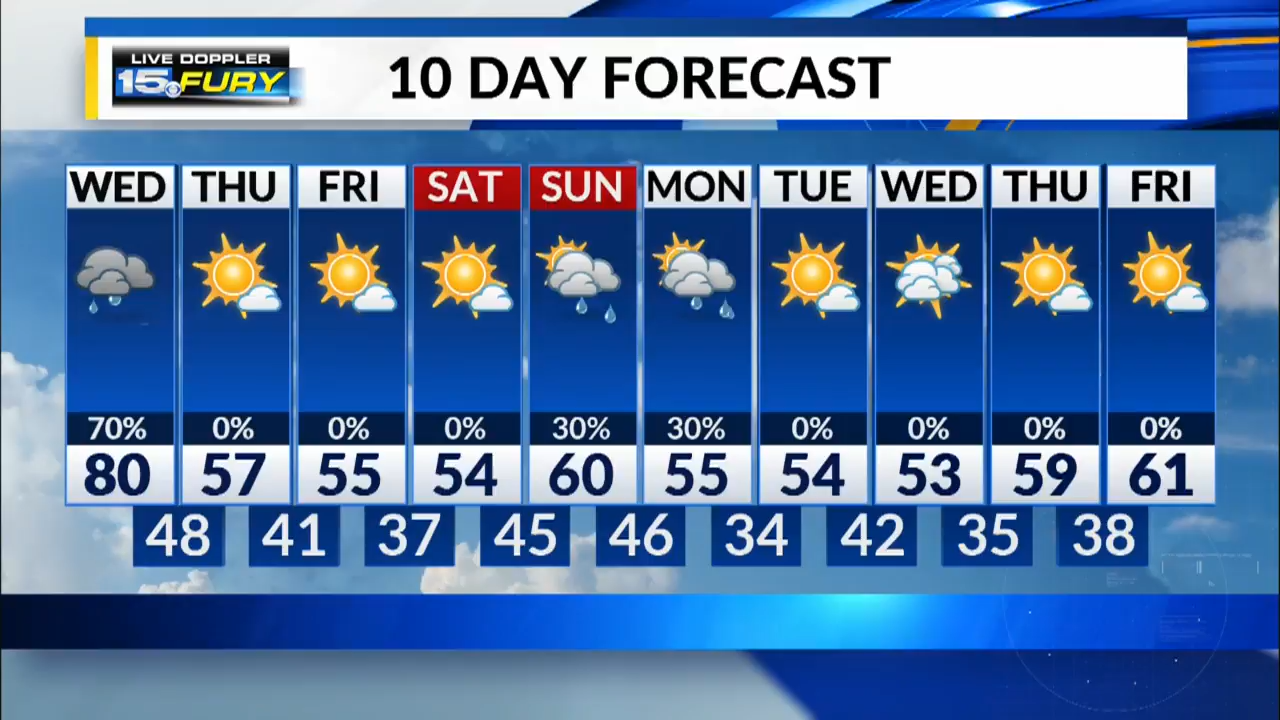 LIVE DOPPLER
15 FURY
10 DAY FORECAST
WED THU FRI SAT SUN MON TUE WED THU FRI
70% 0% 0% 0% 30% 30% 0% 0% 0% 0%
80 57 55 54 60 55 54 53 59 61
48 41 37 45 46 34 42 35 38